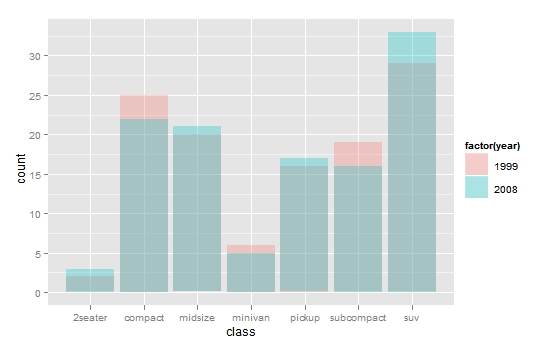 30
25
20
15
10
5
0
count
2seater compact midsize minivan pickup subcompact suv
class
factor(year)
1999
2008